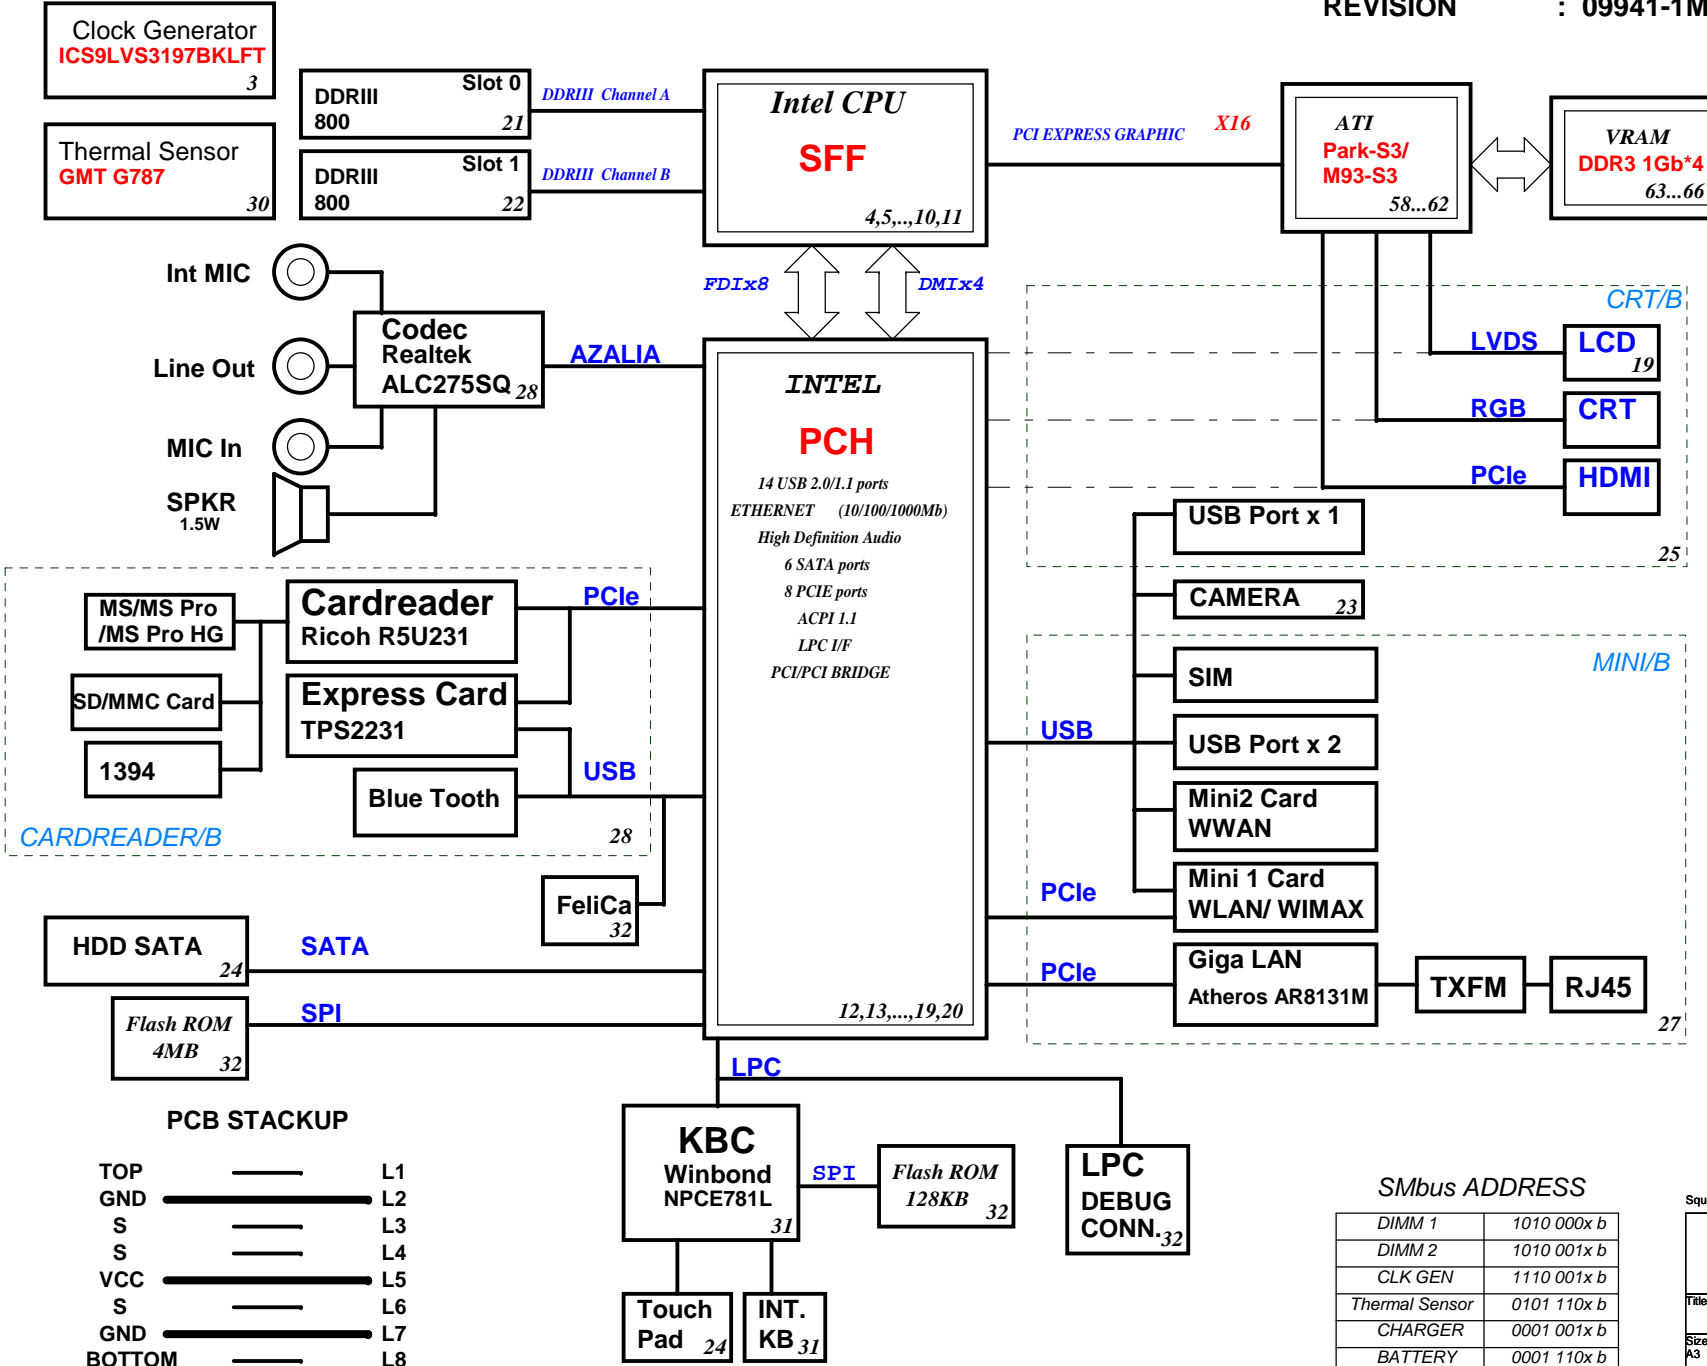 REVISION : 09941-1M
Clock Generator
ICS9LVS3197BKLFT
3
Thermal Sensor
GMT G787
30
Slot 0
DDRIII
800
21
DDRIII Channel A
Slot 1
DDRIII
800
22
DDRIII Channel B
Intel CPU
SFF
4,5,..,10,11
PCI EXPRESS GRAPHIC X16
ATI
Park-S3/
M93-S3
58...62
VRAM
DDR3 1Gb*4
63...66
FDIx8
DMIx4
Int MIC
Line Out
MIC In
SPKR
1.5W
Codec
Realtek
ALC275SQ
28
AZALIA
INTEL
PCH
14 USB 2.0/1.1 ports
ETHERNET (10/100/1000Mb)
High Definition Audio
6 SATA ports
8 PCIE ports
ACPI 1.1
LPC I/F
PCI/PCI BRIDGE
12,13,...,19,20
CRT/B
LVDS
LCD
19
RGB
CRT
PCIe
HDMI
25
USB Port x 1
CAMERA
23
MINI/B
SIM
USB
USB Port x 2
Mini2 Card
WWAN
PCIe
Mini 1 Card
WLAN/ WIMAX
PCIe
Giga LAN
Atheros AR8131M
TXFM
RJ45
27
MS/MS Pro
/MS Pro HG
SD/MMC Card
1394
Cardreader
Ricoh R5U231
PCIe
Express Card
TPS2231
USB
Blue Tooth
28
CARDREADER/B
FeliCa
32
HDD SATA
24
SATA
Flash ROM
4MB
32
SPI
LPC
KBC
Winbond
NPCE781L
31
SPI
Flash ROM
128KB
32
LPC
DEBUG
CONN.
32
Touch
Pad
24
INT.
KB
31
PCB STACKUP
TOP L1
GND L2
S L3
S L4
VCC L5
S L6
GND L7
BOTTOM L8
SMbus ADDRESS
DIMM 1 1010 000x b
DIMM 2 1010 001x b
CLK GEN 1110 001x b
Thermal Sensor 0101 110x b
CHARGER 0001 001x b
BATTERY 0001 110x b
Squ
Title
Size
A3